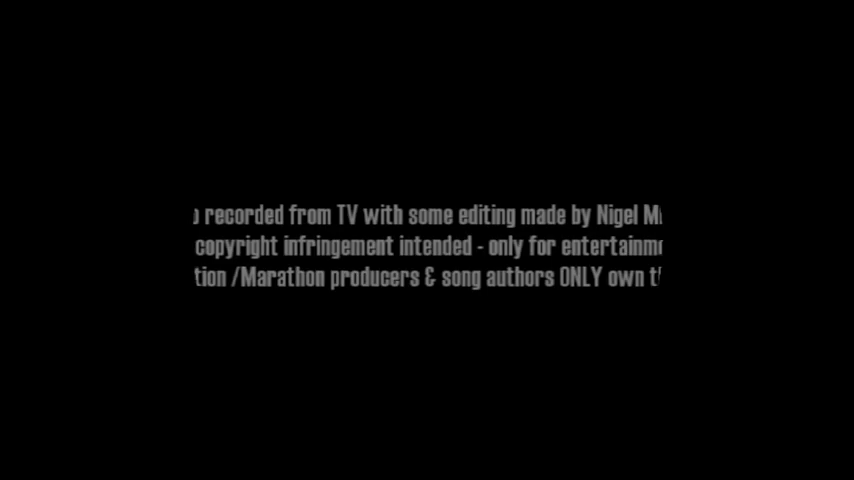 recorded from TV with some editing made by Nigel
copyright infringement intended - only for
/Marathon producers & song authors ONLY own